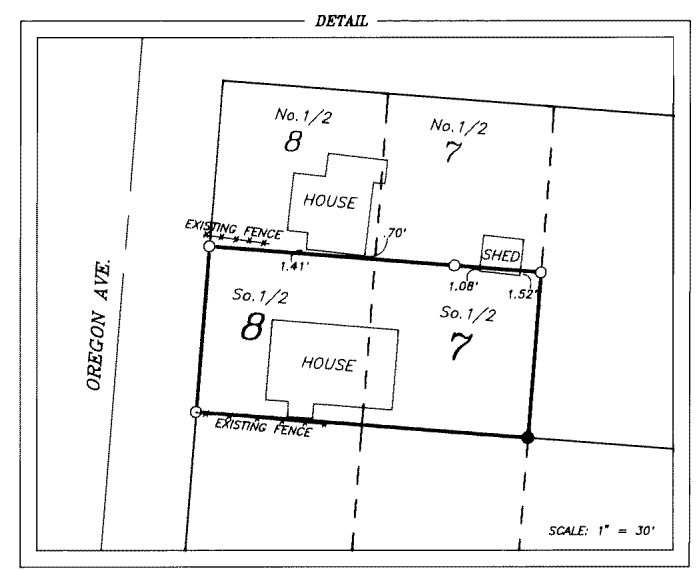 DETAIL
No. 1/2
8
No. 1/2
7
HOUSE
EXISTING FENCE
.70'
SHED
1.41'
1.08'
1.52'
So. 1/2
8
So. 1/2
7
HOUSE
OREGON AVE.
EXISTING FENCE
SCALE: 1" = 30'